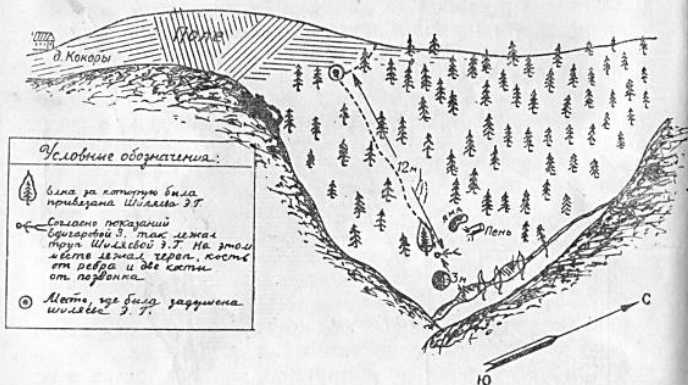 Поле
д. Кокоры
12м
яма
Пень
3м
С
Ю
Условные обозначения:
Елка за которую была
привязана Шиляева Э.Т.
Согласно показаний
З. так лежал
труп Шиляевой Э.Т. На этом
месте лежал череп, кость
от ребра и две кости
от позвонка
Место, где была задушена
Шиляева Э. Т.